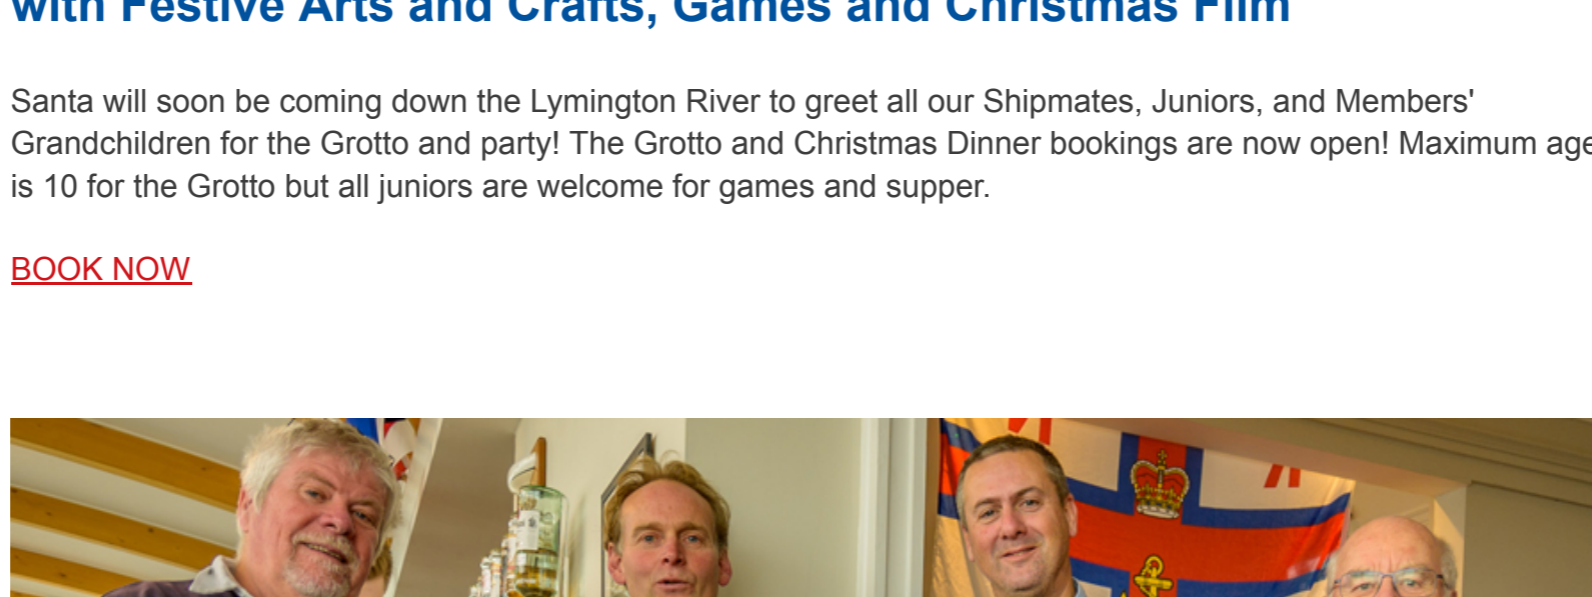 with Festive Arts and Crafts, Games and Christmas Film
Santa will soon be coming down the Lymington River to greet all our Shipmates, Juniors, and Members'
Grandchildren for the Grotto and party! The Grotto and Christmas Dinner bookings are now open! Maximum age
is 10 for the Grotto but all juniors are welcome for games and supper.
BOOK NOW